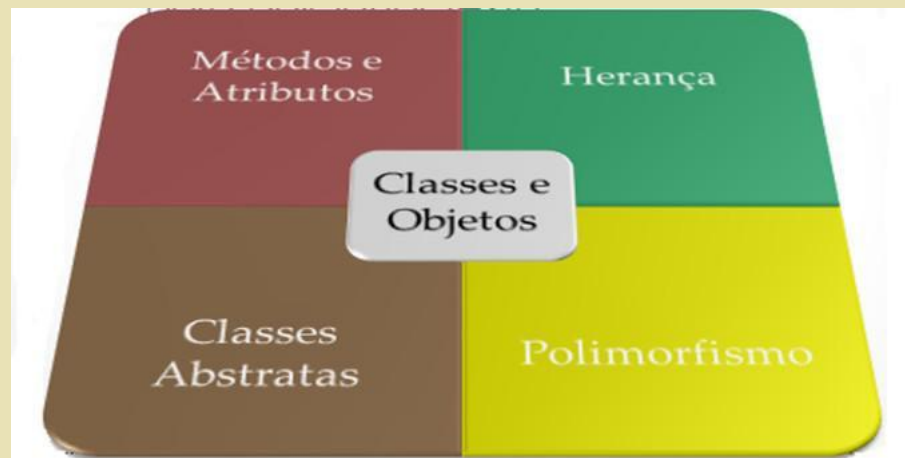 Métodos e
Atributos
Herança
Classes e
Objetos
Classes
Abstratas
Polimorfismo